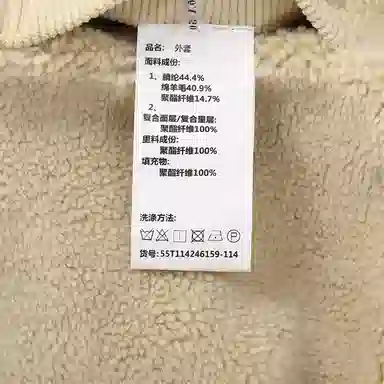 品名: 外套
面料成份:
1、腈纶44.4%
绵羊毛40.9%
聚酯纤维14.7%
2、
复合面层/复合里层:
聚酯纤维100%
里料成份:
聚酯纤维100%
填充物:
聚酯纤维100%
洗涤方法:
货号:55T114246159-114